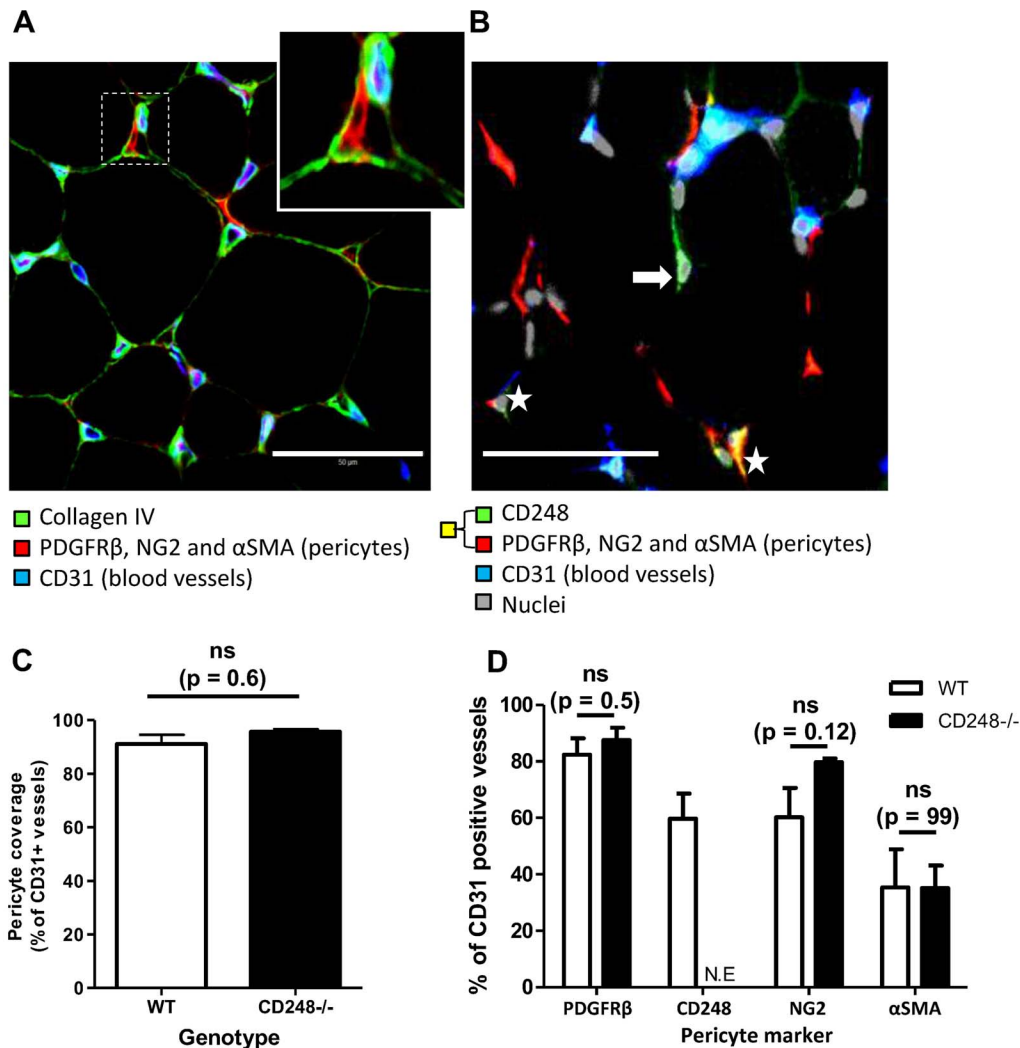 A
B
50 µm
Collagen IV
PDGFRβ, NG2 and αSMA (pericytes)
CD31 (blood vessels)
CD248
PDGFRβ, NG2 and αSMA (pericytes)
CD31 (blood vessels)
Nuclei
C
ns
(p = 0.6)
Pericyte coverage
(% of CD31+ vessels)
100
80
60
40
20
0
WT
CD248-/-
Genotype
D
WT
CD248-/-
ns
(p = 0.5)
ns
(p = 0.12)
ns
(p = 99)
% of CD31 positive vessels
100
80
60
40
20
0
N.E
PDGFRβ
CD248
NG2
αSMA
Pericyte marker